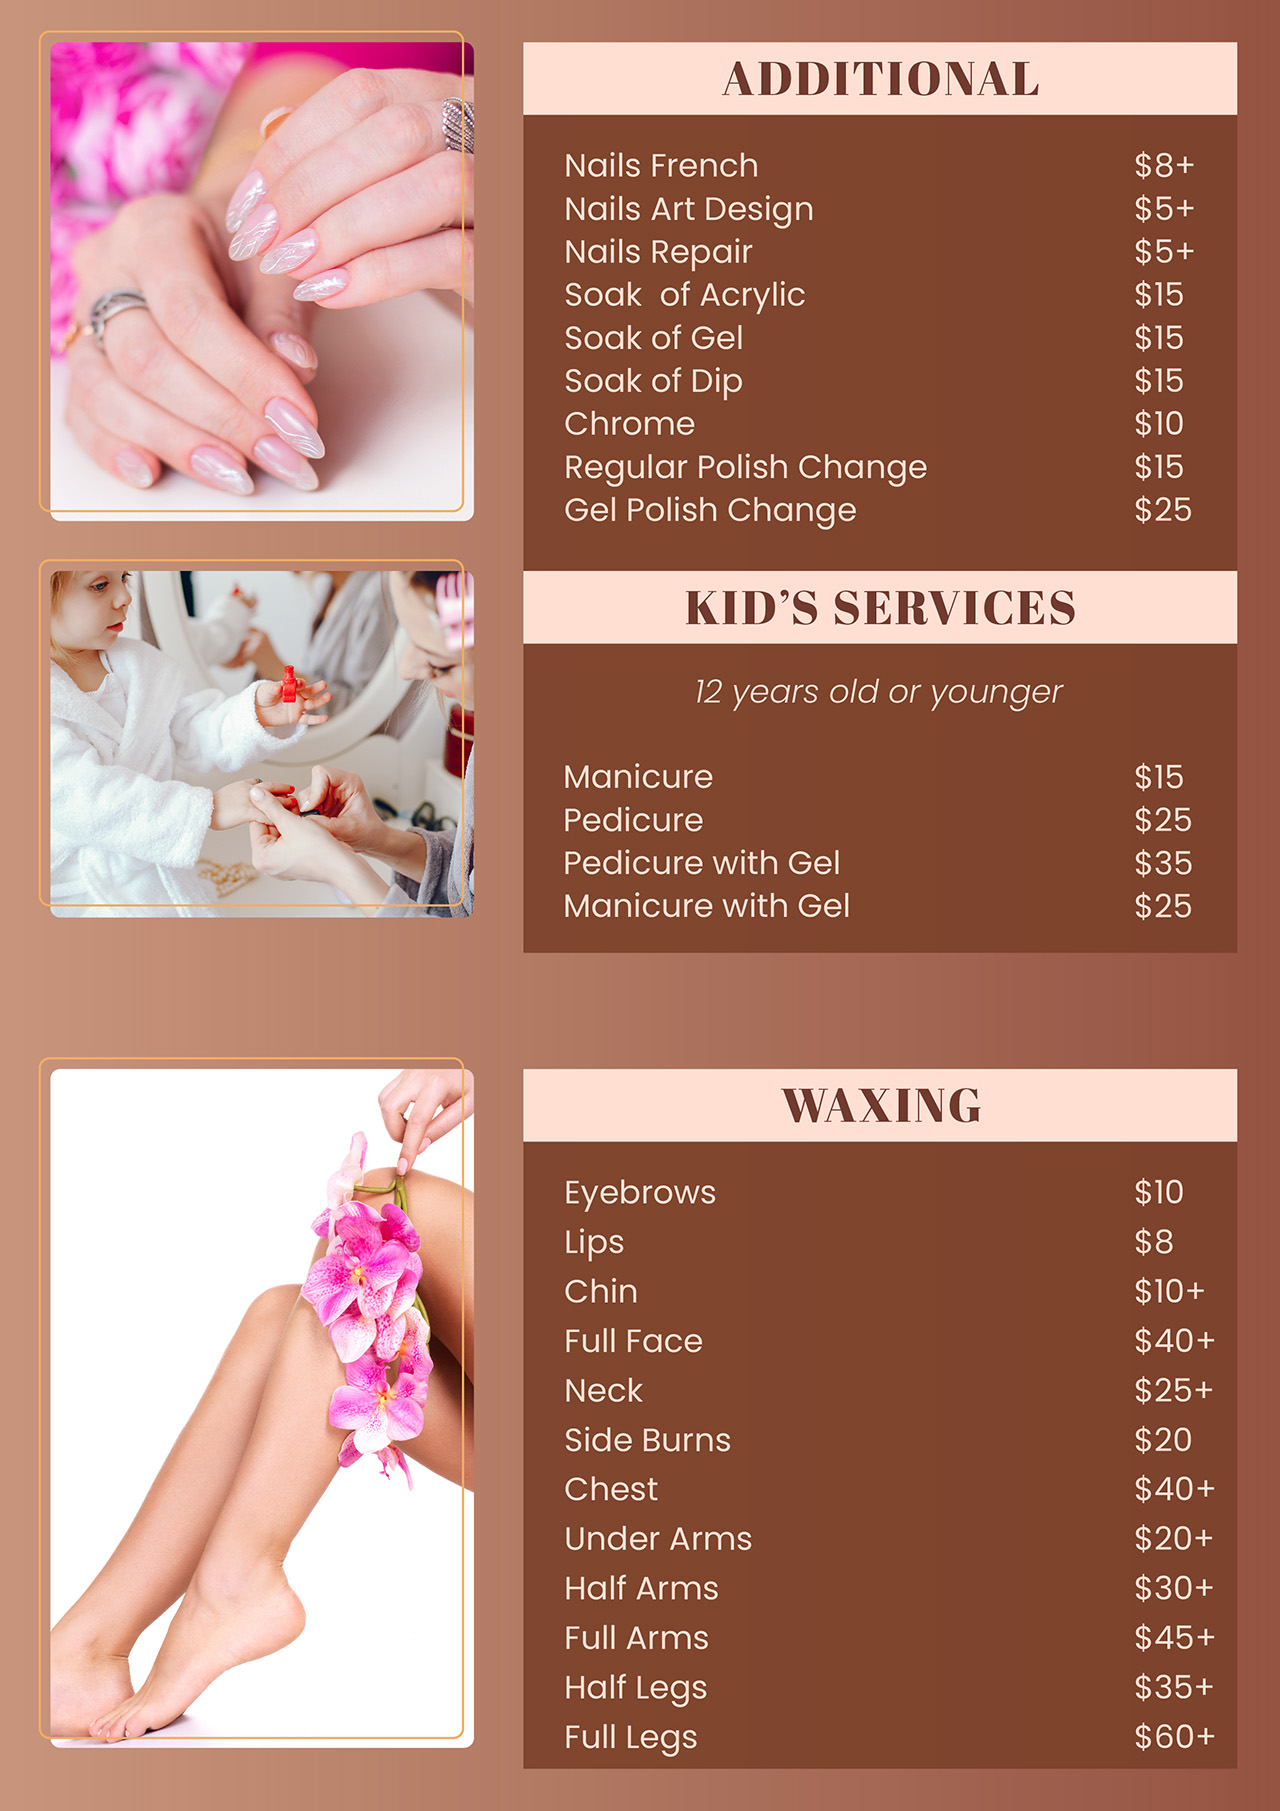 ADDITIONAL
Nails French $8+
Nails Art Design $5+
Nails Repair $5+
Soak  of Acrylic $15
Soak of Gel $15
Soak of Dip $15
Chrome $10
Regular Polish Change $15
Gel Polish Change $25
KID’S SERVICES
12 years old or younger
Manicure $15
Pedicure $25
Pedicure with Gel $35
Manicure with Gel $25
WAXING
Eyebrows $10
Lips $8
Chin $10+
Full Face $40+
Neck $25+
Side Burns $20
Chest $40+
Under Arms $20+
Half Arms $30+
Full Arms $45+
Half Legs $35+
Full Legs $60+